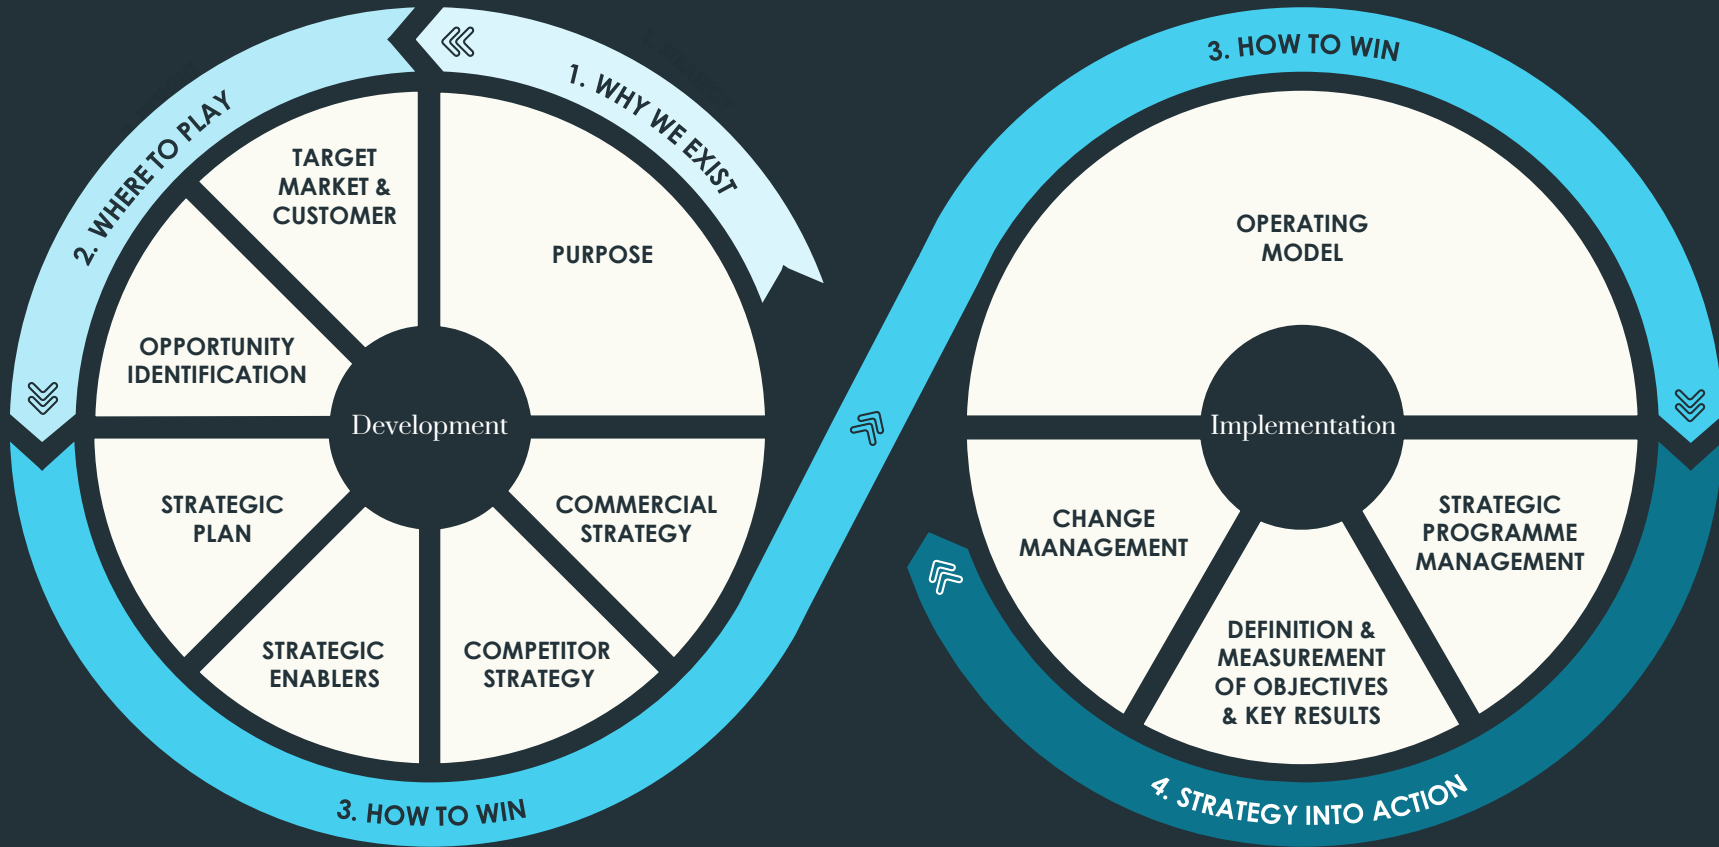 1. WHY WE EXIST
PURPOSE
2. WHERE TO PLAY
TARGET
MARKET &
CUSTOMER
OPPORTUNITY
IDENTIFICATION
Development
STRATEGIC
PLAN
STRATEGIC
ENABLERS
COMPETITOR
STRATEGY
COMMERCIAL
STRATEGY
3. HOW TO WIN
3. HOW TO WIN
OPERATING
MODEL
Implementation
STRATEGIC
PROGRAMME
MANAGEMENT
DEFINITION &
MEASUREMENT
OF OBJECTIVES
& KEY RESULTS
CHANGE
MANAGEMENT
4. STRATEGY INTO ACTION